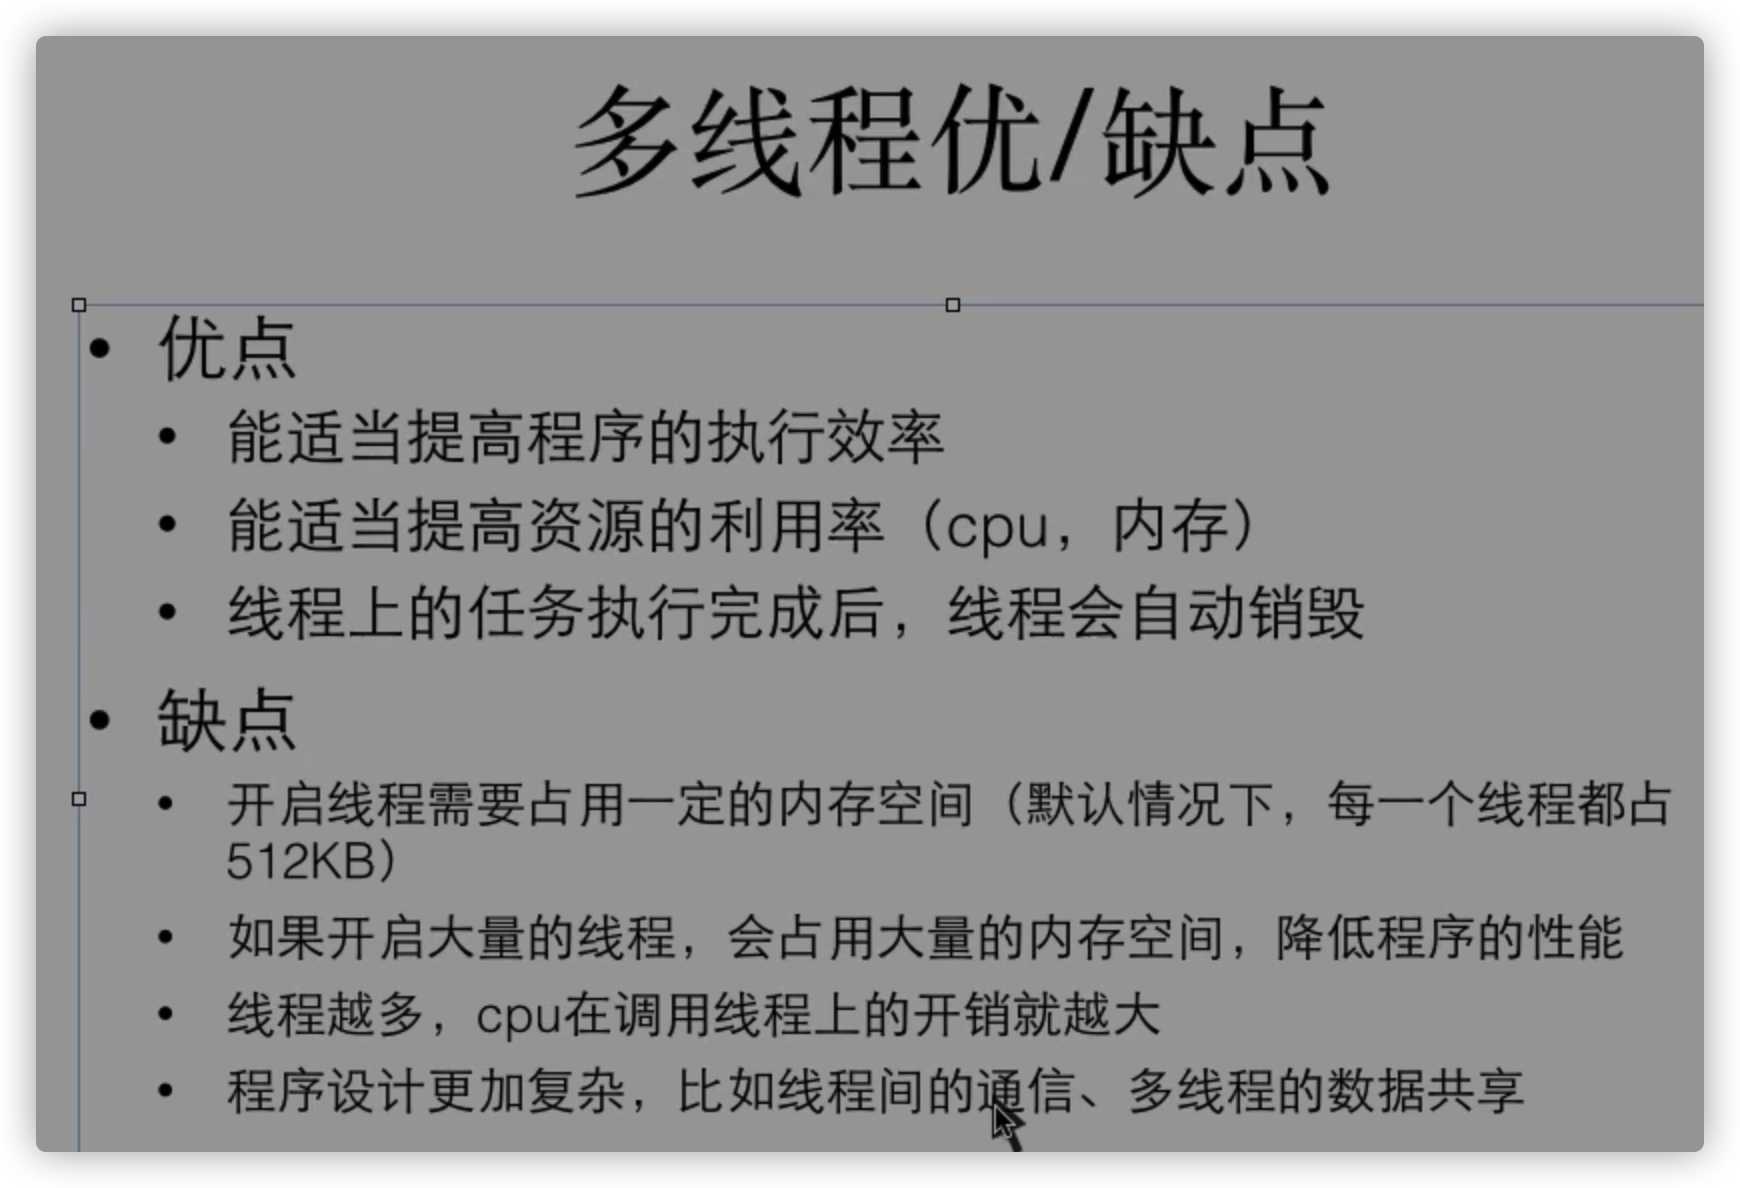 多线程优/缺点
• 优点
• 能适当提高程序的执行效率
• 能适当提高资源的利用率（cpu，内存）
• 线程上的任务执行完成后，线程会自动销毁
• 缺点
• 开启线程需要占用一定的内存空间（默认情况下，每一个线程都占
512KB）
• 如果开启大量的线程，会占用大量的内存空间，降低程序的性能
• 线程越多，cpu在调用线程上的开销就越大
• 程序设计更加复杂，比如线程间的通信、多线程的数据共享